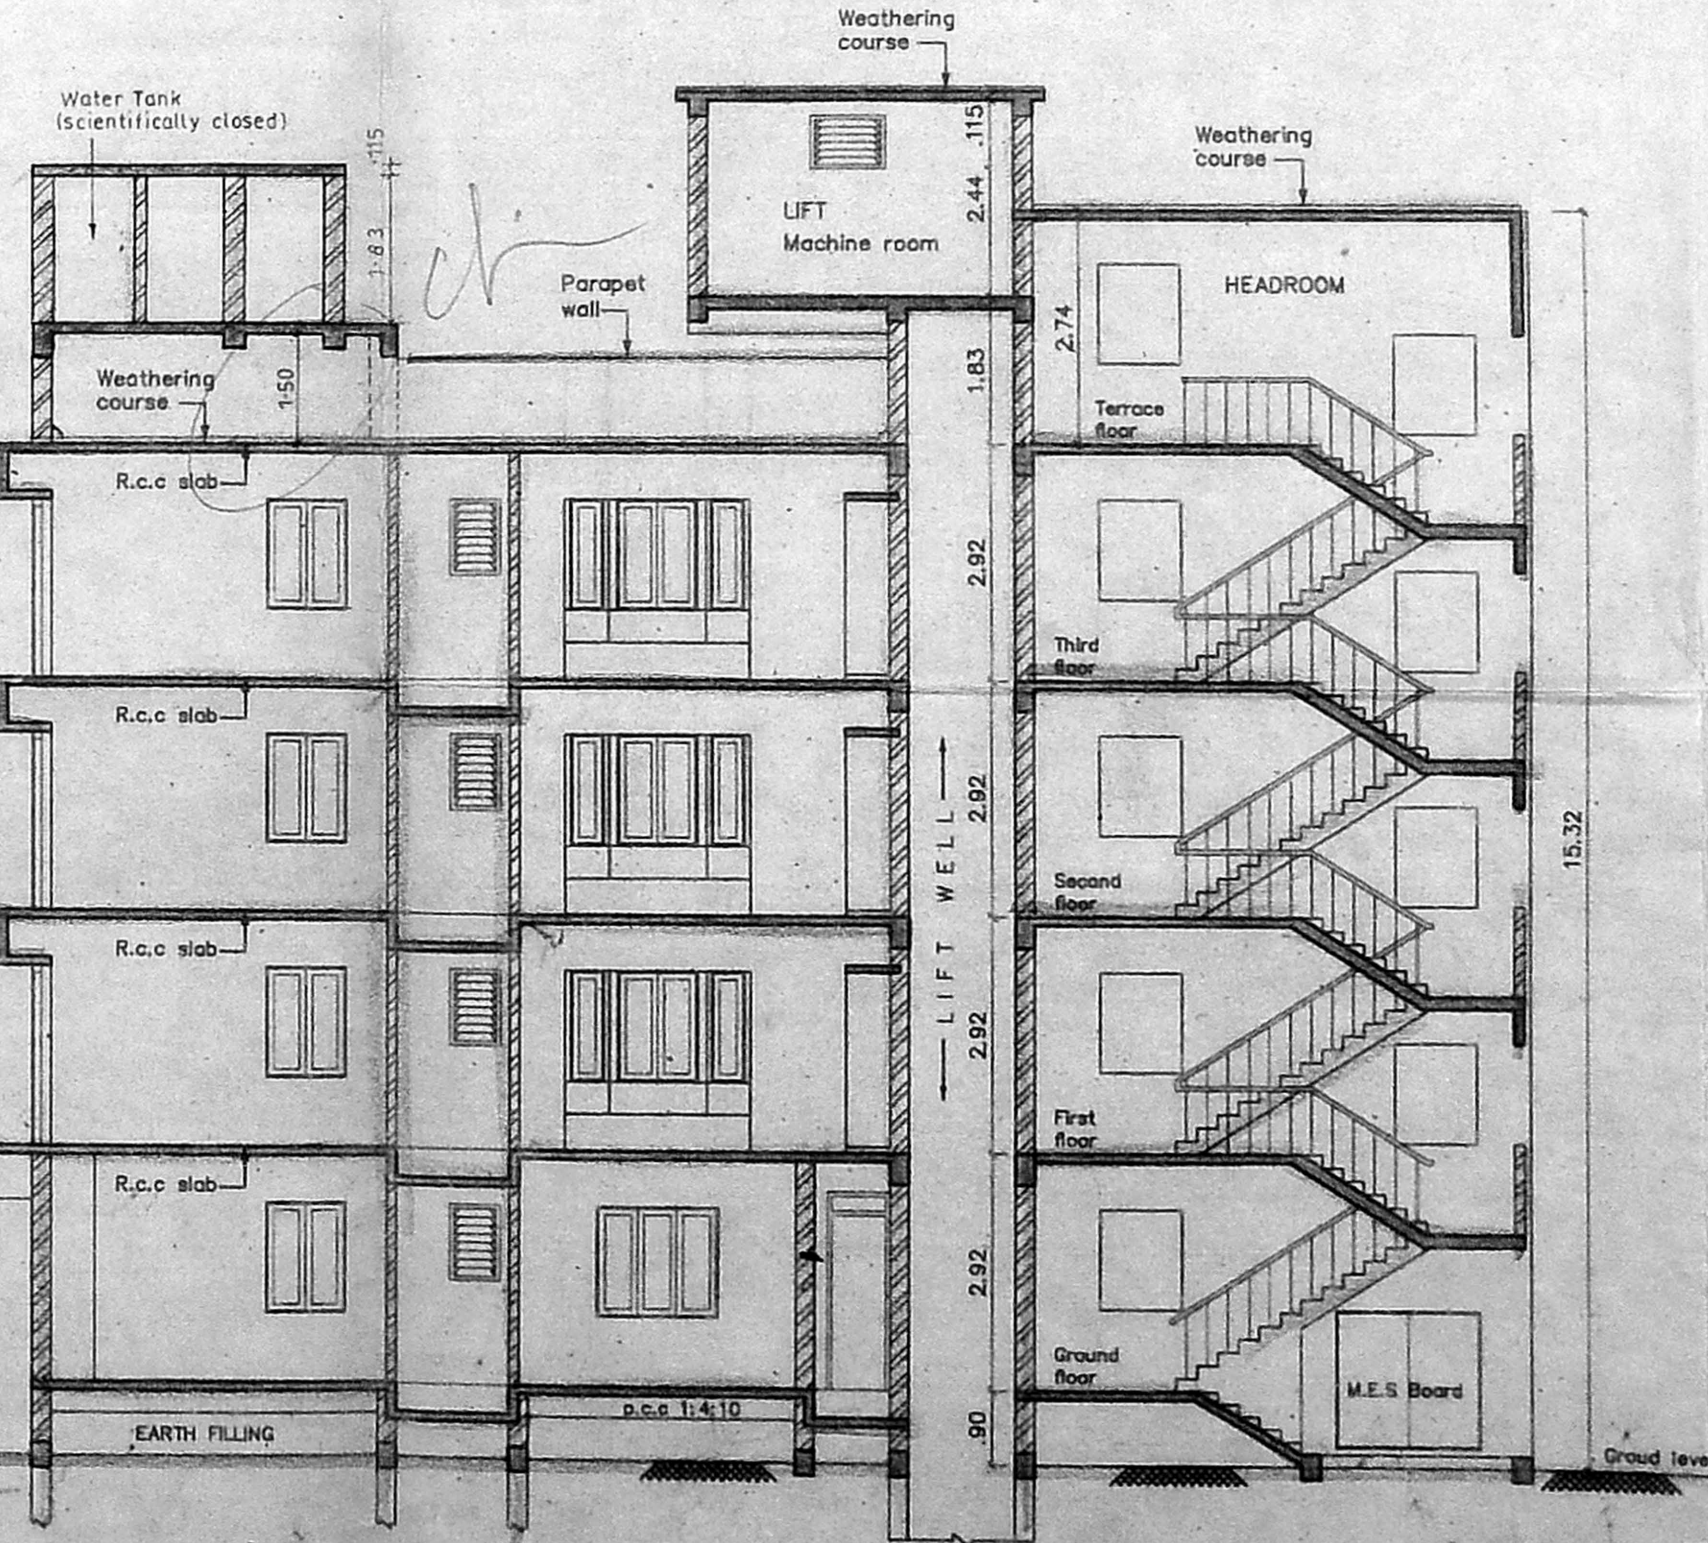 Weathering
course
Water Tank
(scientifically closed)
.115
.115
Weathering
course
2.44
LIFT
Machine room
1.83
Parapet
wall
HEADROOM
2.74
Weathering
course
1.50
1.83
Terrace
floor
R.c.c slab
2.92
Third
floor
R.c.c slab
LIFT WELL
2.92
15.32
Second
floor
R.c.c slab
2.92
First
floor
R.c.c slab
2.92
Ground
floor
M.E.S. Board
p.c.c 1:4:10
EARTH FILLING
.90
Groud leve